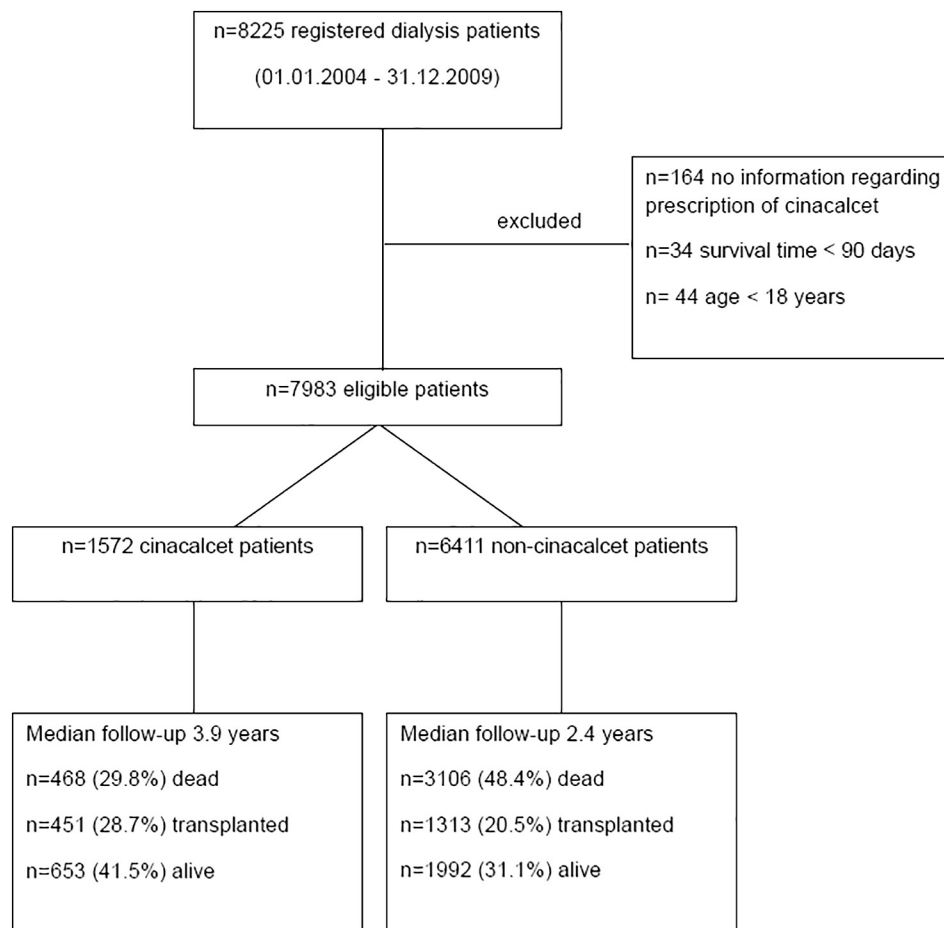 n=8225 registered dialysis patients
(01.01.2004 - 31.12.2009)
n=164 no information regarding
prescription of cinacalcet
excluded
n=34 survival time < 90 days
n= 44 age < 18 years
n=7983 eligible patients
n=1572 cinacalcet patients
n=6411 non-cinacalcet patients
Median follow-up 3.9 years
n=468 (29.8%) dead
n=451 (28.7%) transplanted
n=653 (41.5%) alive
Median follow-up 2.4 years
n=3106 (48.4%) dead
n=1313 (20.5%) transplanted
n=1992 (31.1%) alive